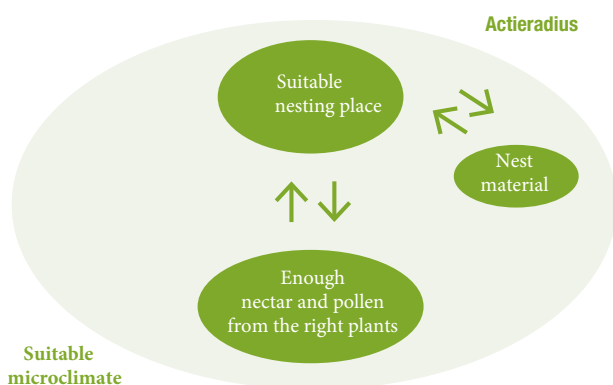 Actieradius
Suitable
nesting place
Nest
material
Enough
nectar and pollen
from the right plants
Suitable
microclimate